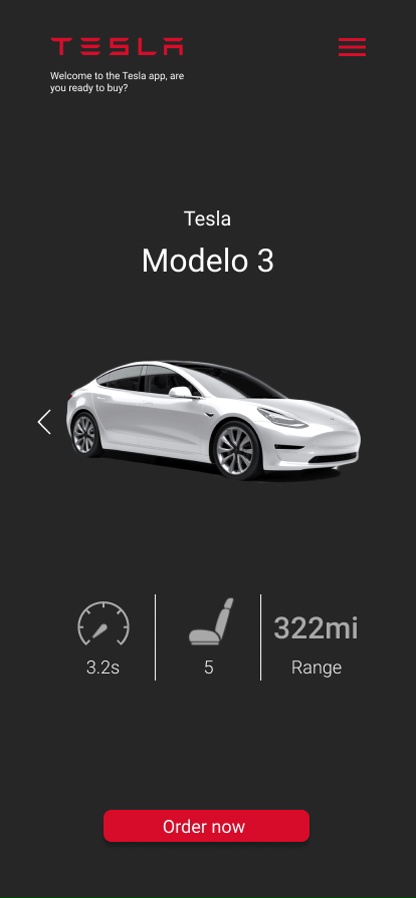 TESLA
Welcome to the Tesla app, are
you ready to buy?
Tesla
Modelo 3
322mi
3.2s
5
Range
Order now